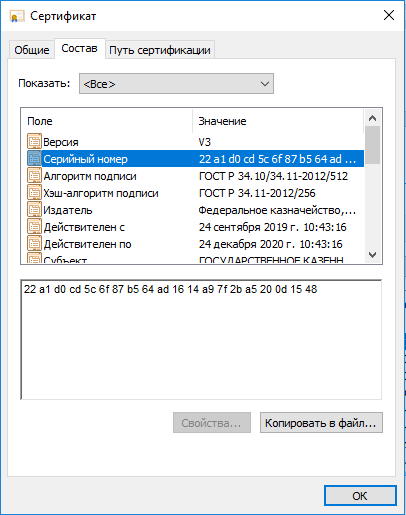 Сертификат
Общие Состав Путь сертификации
Показать: <Все>
Поле Значение
Версия V3
Серийный номер 22 a1 d0 cd 5c 6f 87 b5 64 ad ...
Алгоритм подписи ГОСТ Р 34.10/34.11-2012/512
Хэш-алгоритм подписи ГОСТ Р 34.11-2012/256
Издатель Федеральное казначейство,...
Действителен с 24 сентября 2019 г. 10:43:16
Действителен по 24 декабря 2020 г. 10:43:16
Субъект ГОСУДАРСТВЕННОЕ КАЗЕНН...
22 a1 d0 cd 5c 6f 87 b5 64 ad 16 14 a9 7f 2b a5 20 0d 15 48
Свойства... Копировать в файл...
OK